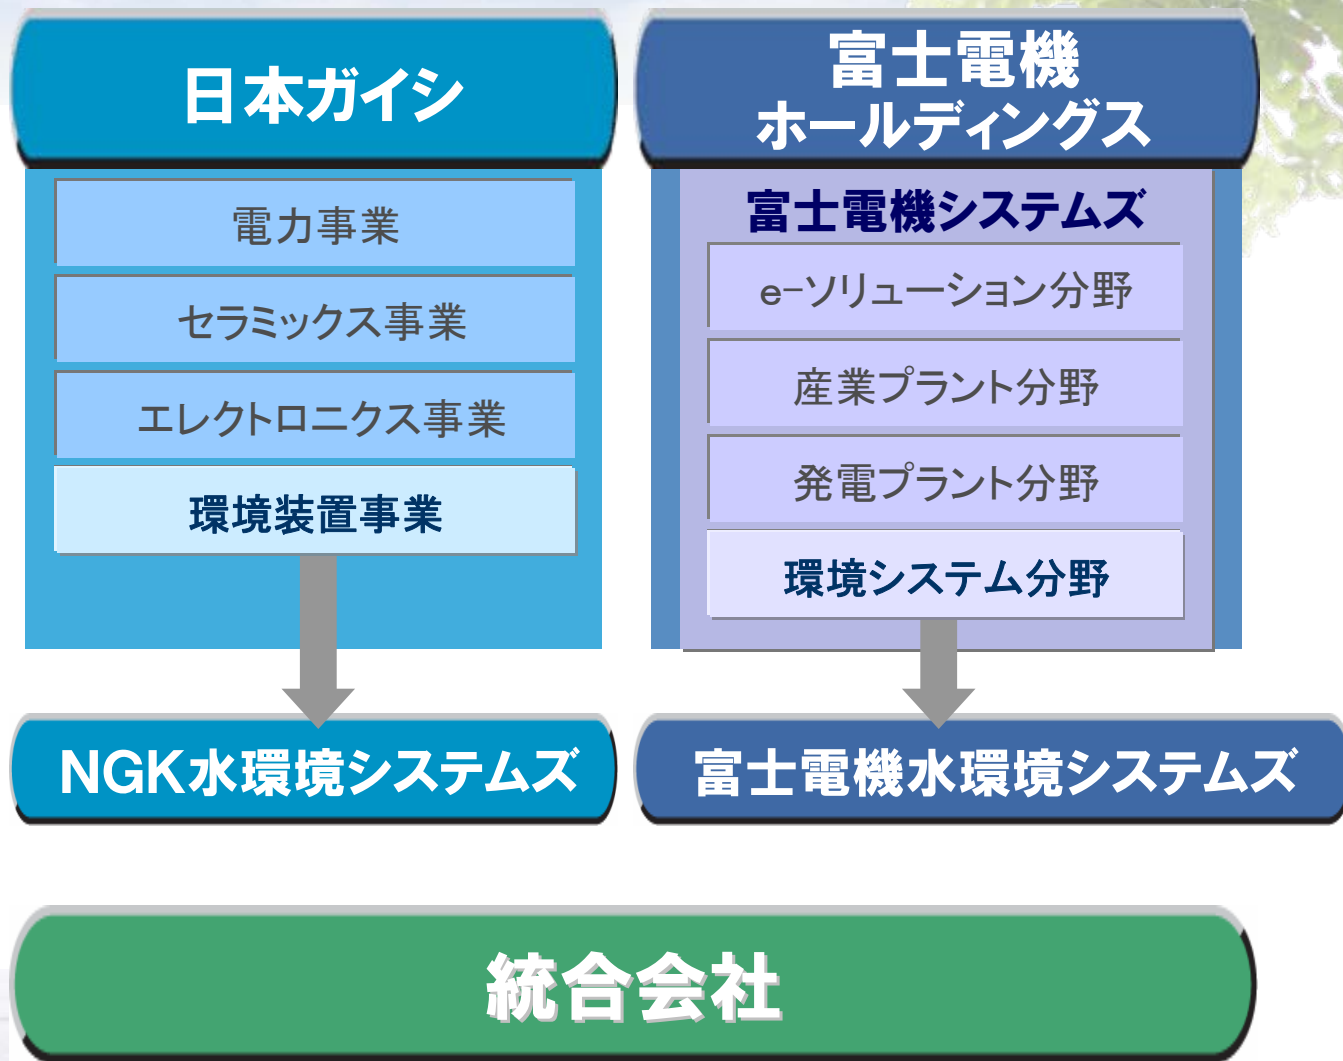 日本ガイシ
電力事業
セラミックス事業
エレクトロニクス事業
環境装置事業
NGK水環境システムズ
富士電機
ホールディングス
富士電機システムズ
e-ソリューション分野
産業プラント分野
発電プラント分野
環境システム分野
富士電機水環境システムズ
統合会社